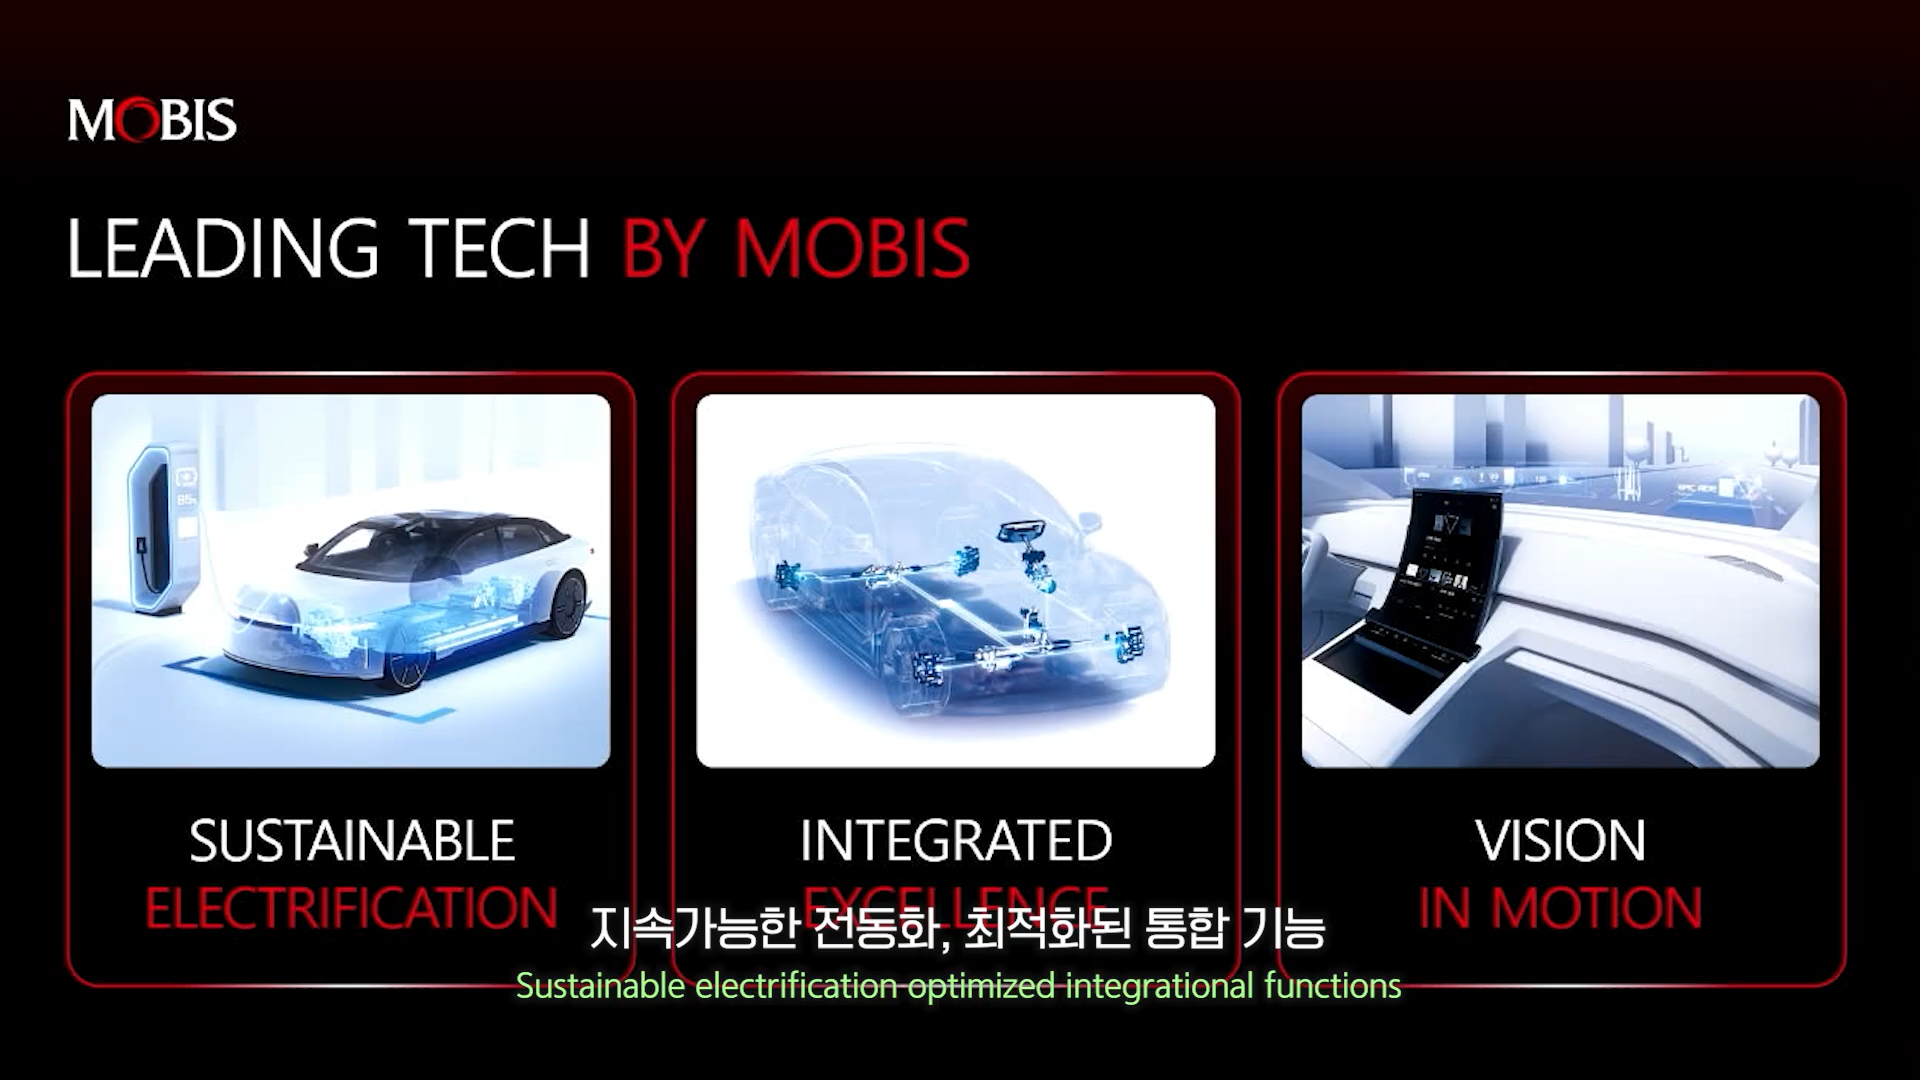 MOBIS
LEADING TECH BY MOBIS
SUSTAINABLE
ELECTRIFICATION
INTEGRATED
EXCELLENCE
VISION
IN MOTION
지속가능한 전동화, 최적화된 통합 기능
Sustainable electrification optimized integrational functions